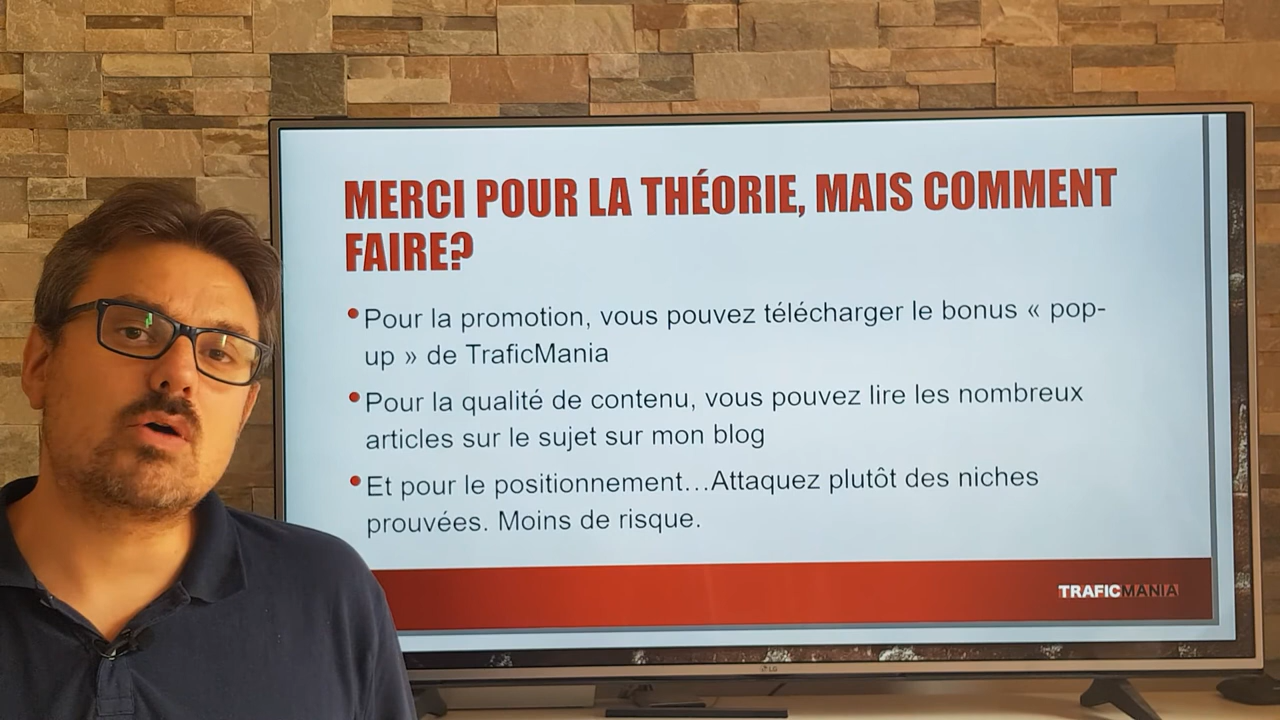 MERCI POUR LA THÉORIE, MAIS COMMENT
FAIRE?
• Pour la promotion, vous pouvez télécharger le bonus « pop-
up » de TraficMania
• Pour la qualité de contenu, vous pouvez lire les nombreux
articles sur le sujet sur mon blog
• Et pour le positionnement...Attaquez plutôt des niches
prouvées. Moins de risque.
TRAFICMANIA
LG